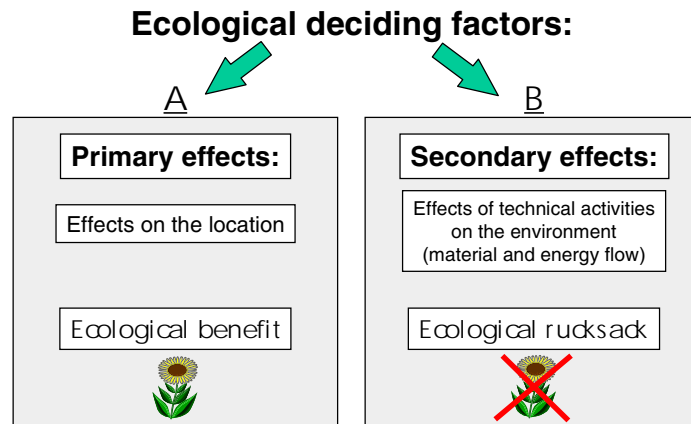 Ecological deciding factors:
A
Primary effects:
Effects on the location
Ecological benefit
B
Secondary effects:
Effects of technical activities
on the environment
(material and energy flow)
Ecological rucksack